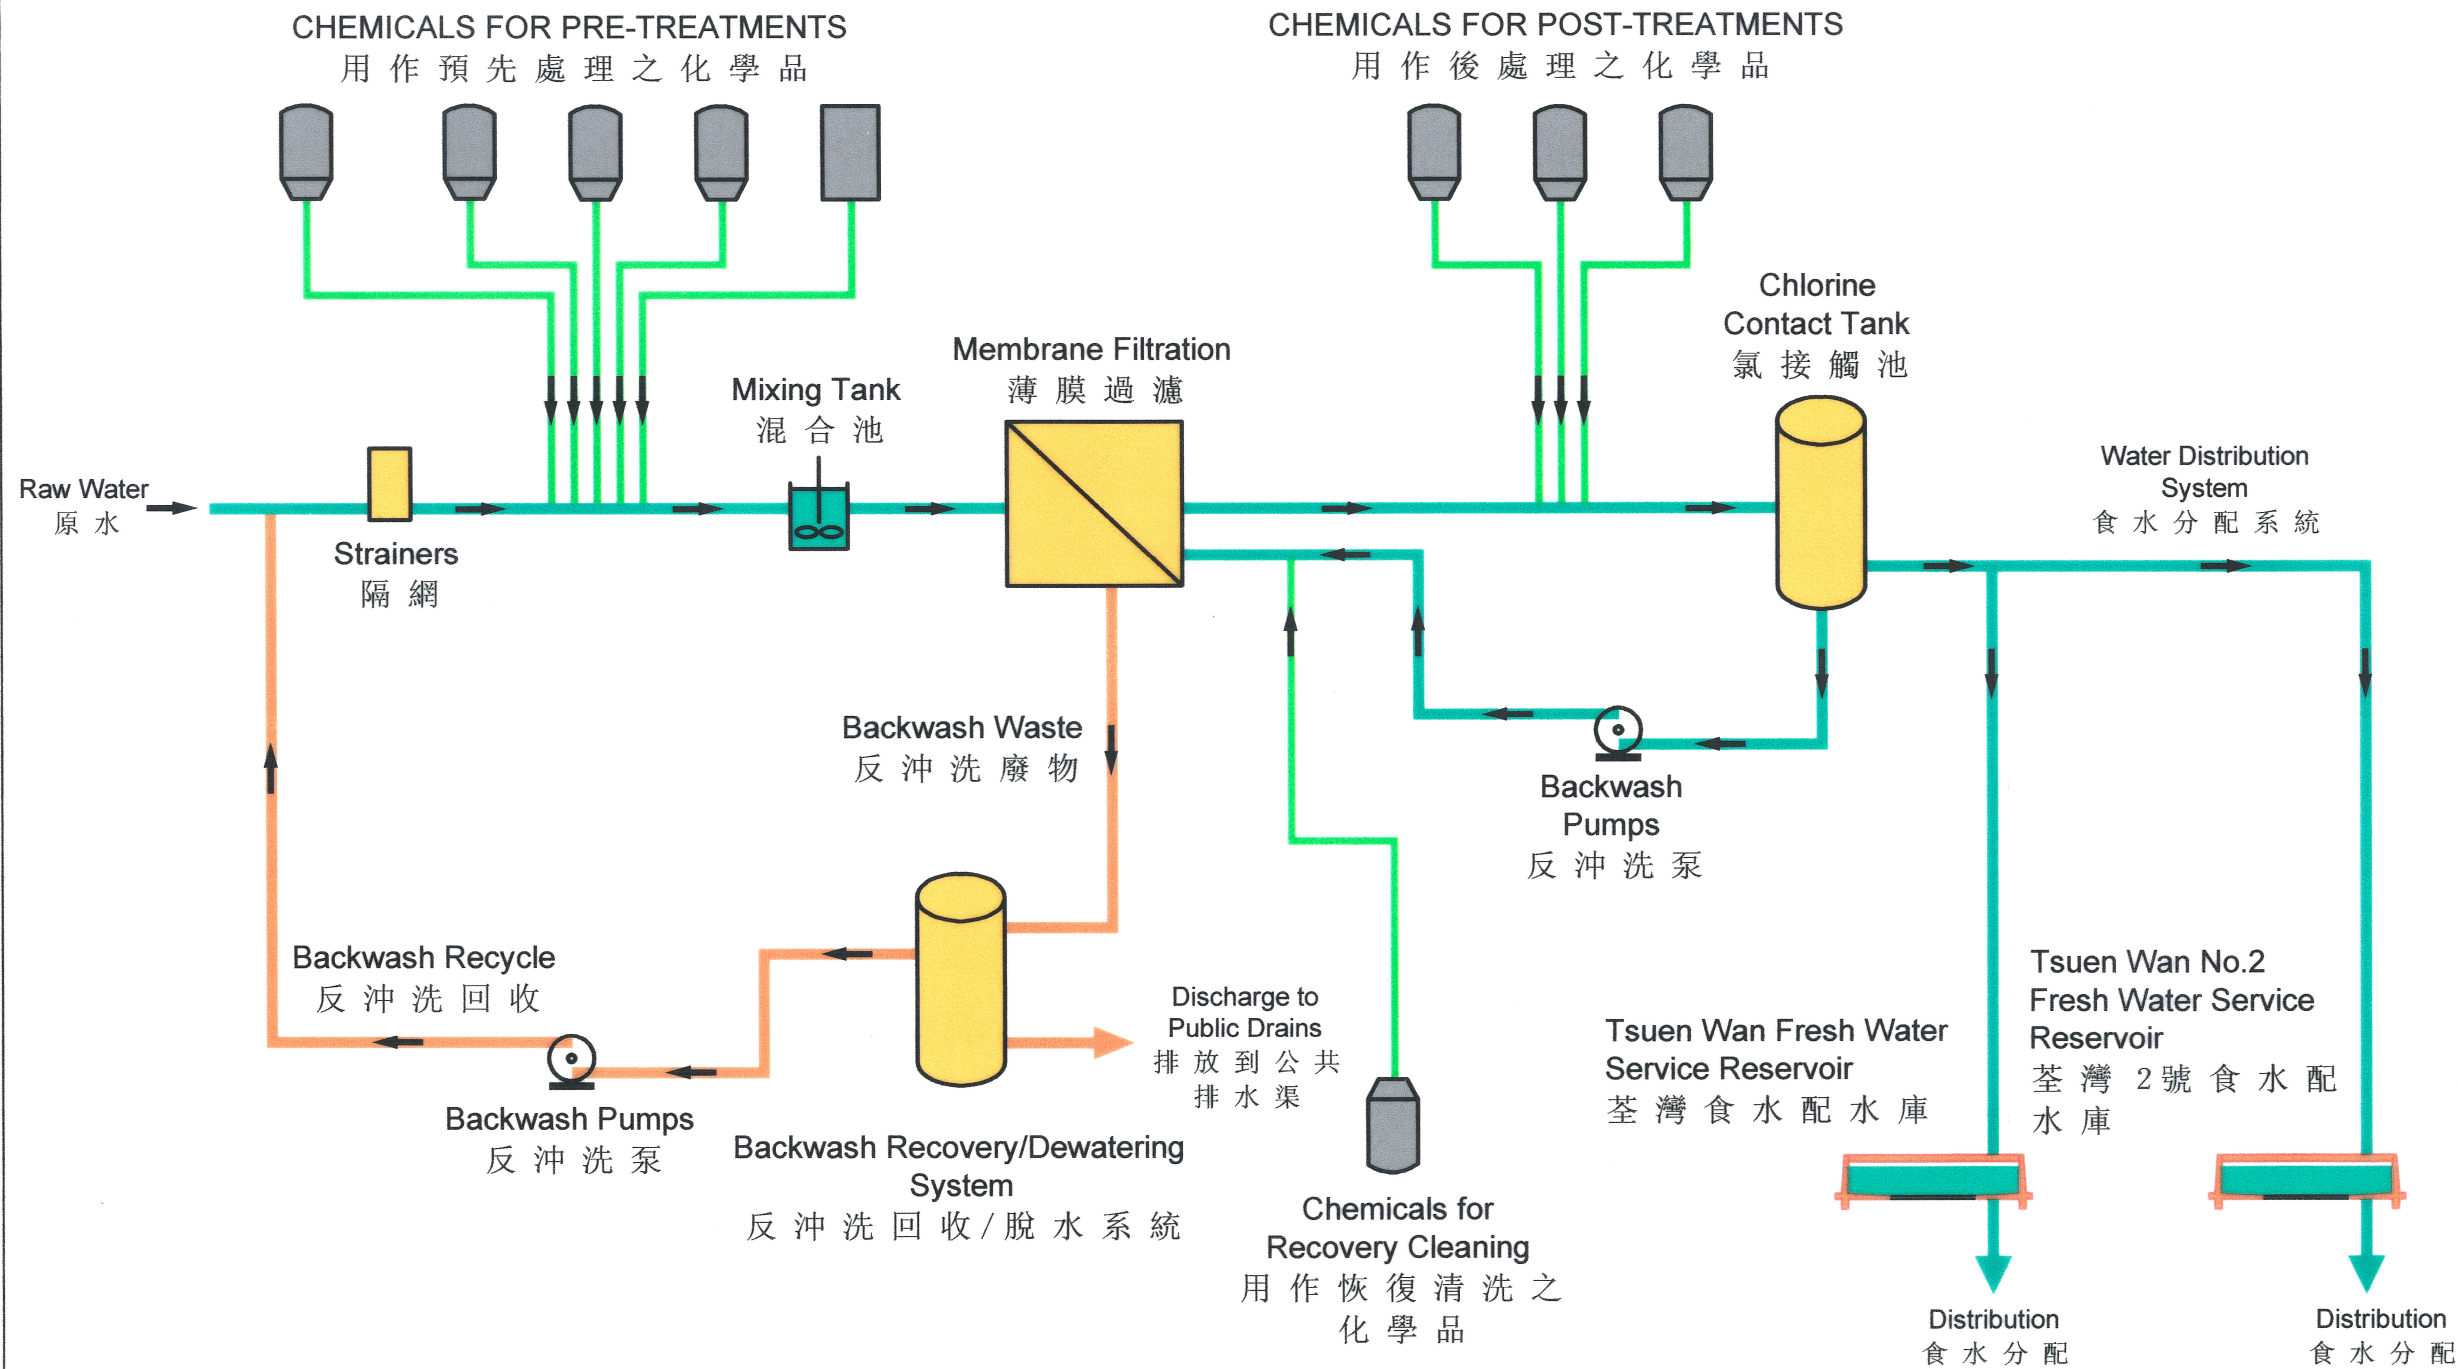 CHEMICALS FOR PRE-TREATMENTS
用作預先處理之化學品
CHEMICALS FOR POST-TREATMENTS
用作後處理之化學品
Chlorine
Contact Tank
氯接觸池
Membrane Filtration
薄膜過濾
Mixing Tank
混合池
Water Distribution
System
食水分配系統
Raw Water
原水
Strainers
隔網
Backwash Waste
反沖洗廢物
Backwash
Pumps
反沖洗泵
Backwash Recycle
反沖洗回收
Discharge to
Public Drains
排放到公共
排水渠
Tsuen Wan Fresh Water
Service Reservoir
荃灣食水配水庫
Tsuen Wan No.2
Fresh Water Service
Reservoir
荃灣2號食水配
水庫
Backwash Pumps
反沖洗泵
Backwash Recovery/Dewatering
System
反沖洗回收/脫水系統
Chemicals for
Recovery Cleaning
用作恢復清洗之
化學品
Distribution
食水分配
Distribution
食水分配